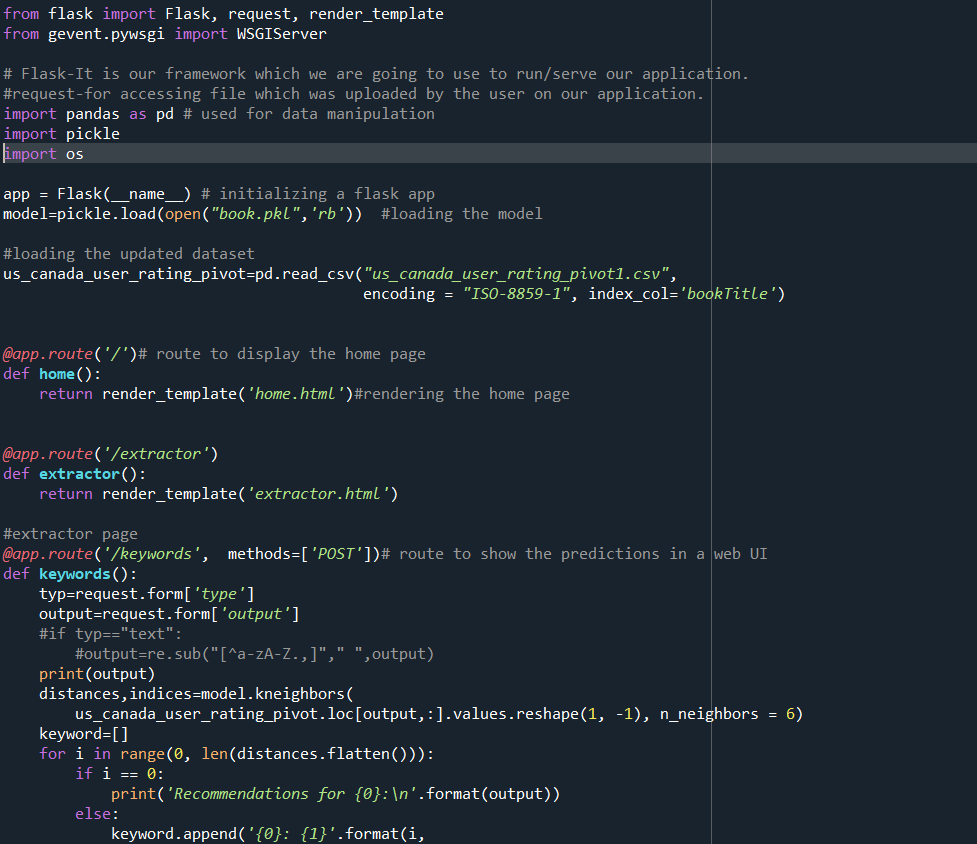 from flask import Flask, request, render_template
from gevent.pywsgi import WSGIServer
# Flask-It is our framework which we are going to use to run/serve our application.
#request-for accessing file which was uploaded by the user on our application.
import pandas as pd # used for data manipulation
import pickle
import os
app = Flask(__name__) # initializing a flask app
model=pickle.load(open("book.pkl",'rb'))  #loading the model
#loading the updated dataset
us_canada_user_rating_pivot=pd.read_csv("us_canada_user_rating_pivot1.csv",
                                        encoding = "ISO-8859-1", index_col='bookTitle')
@app.route('/')# route to display the home page
def home():
    return render_template('home.html')#rendering the home page
@app.route('/extractor')
def extractor():
    return render_template('extractor.html')
#extractor page
@app.route('/keywords',  methods=['POST'])# route to show the predictions in a web UI
def keywords():
    typ=request.form['type']
    output=request.form['output']
    #if typ=="text":
        #output=re.sub("[^a-zA-Z.,]"," ",output)
    print(output)
    distances,indices=model.kneighbors(
        us_canada_user_rating_pivot.loc[output,:].values.reshape(1, -1), n_neighbors = 6)
    keyword=[]
    for i in range(0, len(distances.flatten())):
        if i == 0:
            print('Recommendations for {0}:\n'.format(output))
        else:
            keyword.append('{0}: {1}'.format(i,